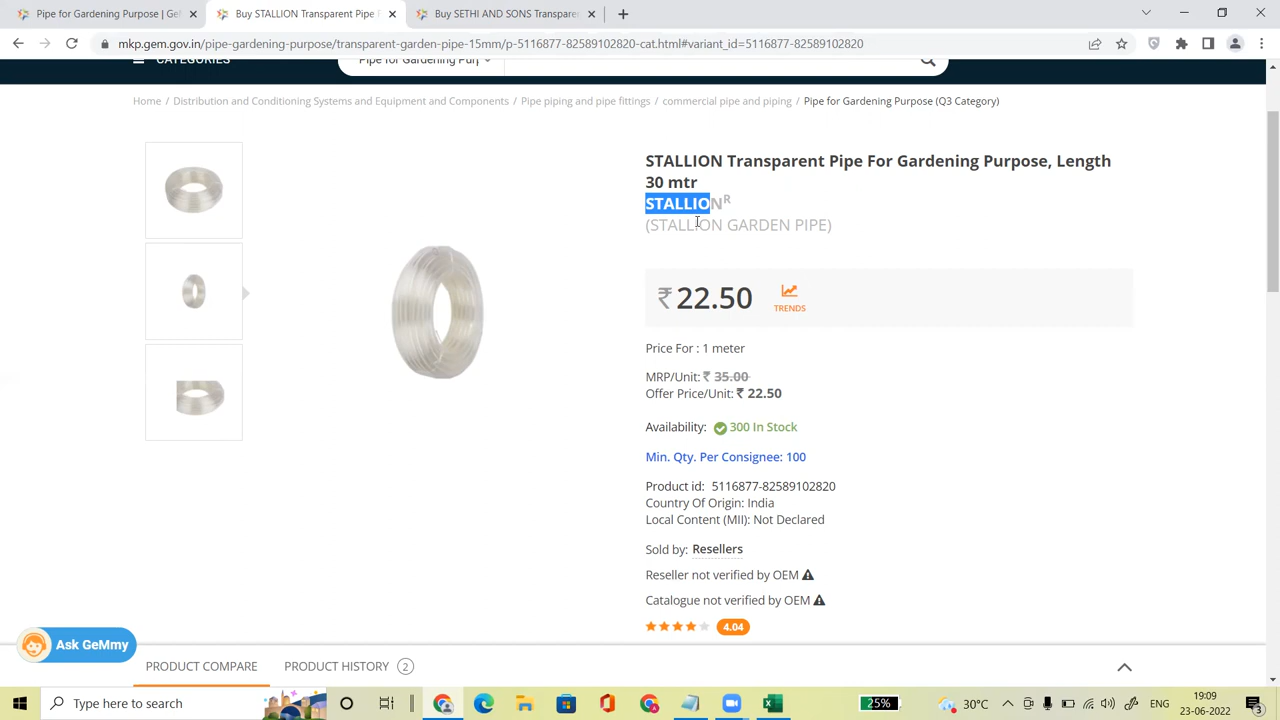 Pipe for Gardening Purpose | GeM
Buy STALLION Transparent Pipe F
Buy SETHI AND SONS Transparen
mkp.gem.gov.in/pipe-gardening-purpose/transparent-garden-pipe-15mm/p-5116877-82589102820-cat.html#variant_id=5116877-82589102820
CATEGORIES
Pipe for Gardening Purp
Home / Distribution and Conditioning Systems and Equipment and Components / Pipe piping and pipe fittings / commercial pipe and piping / Pipe for Gardening Purpose (Q3 Category)
STALLION Transparent Pipe For Gardening Purpose, Length
30 mtr
STALLION R
(STALLION GARDEN PIPE)
₹ 22.50
TRENDS
Price For : 1 meter
MRP/Unit: ₹ 35.00
Offer Price/Unit: ₹ 22.50
Availability: 300 In Stock
Min. Qty. Per Consignee: 100
Product id: 5116877-82589102820
Country Of Origin: India
Local Content (MII): Not Declared
Sold by: Resellers
Reseller not verified by OEM
Catalogue not verified by OEM
4.04
Ask GeMmy
PRODUCT COMPARE
PRODUCT HISTORY 2
Type here to search
25%
30°C
ENG
19:09
23-06-2022
3